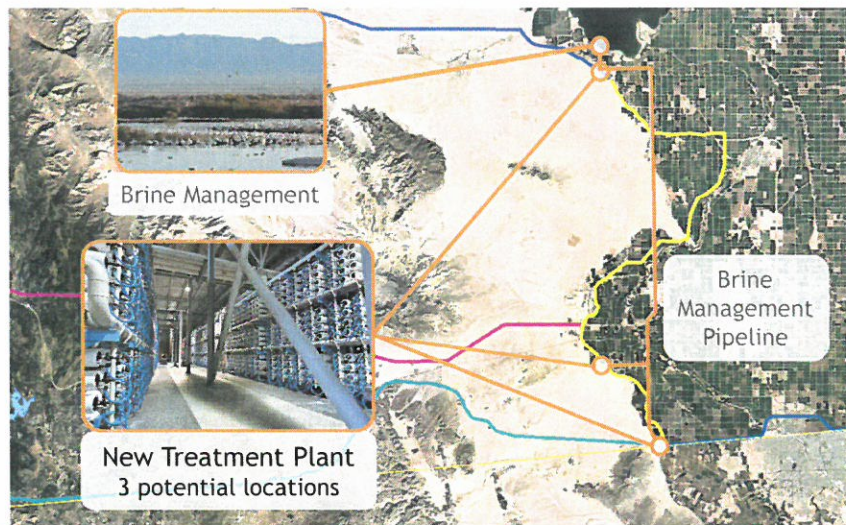 Brine Management
Brine
Management
Pipeline
New Treatment Plant
3 potential locations